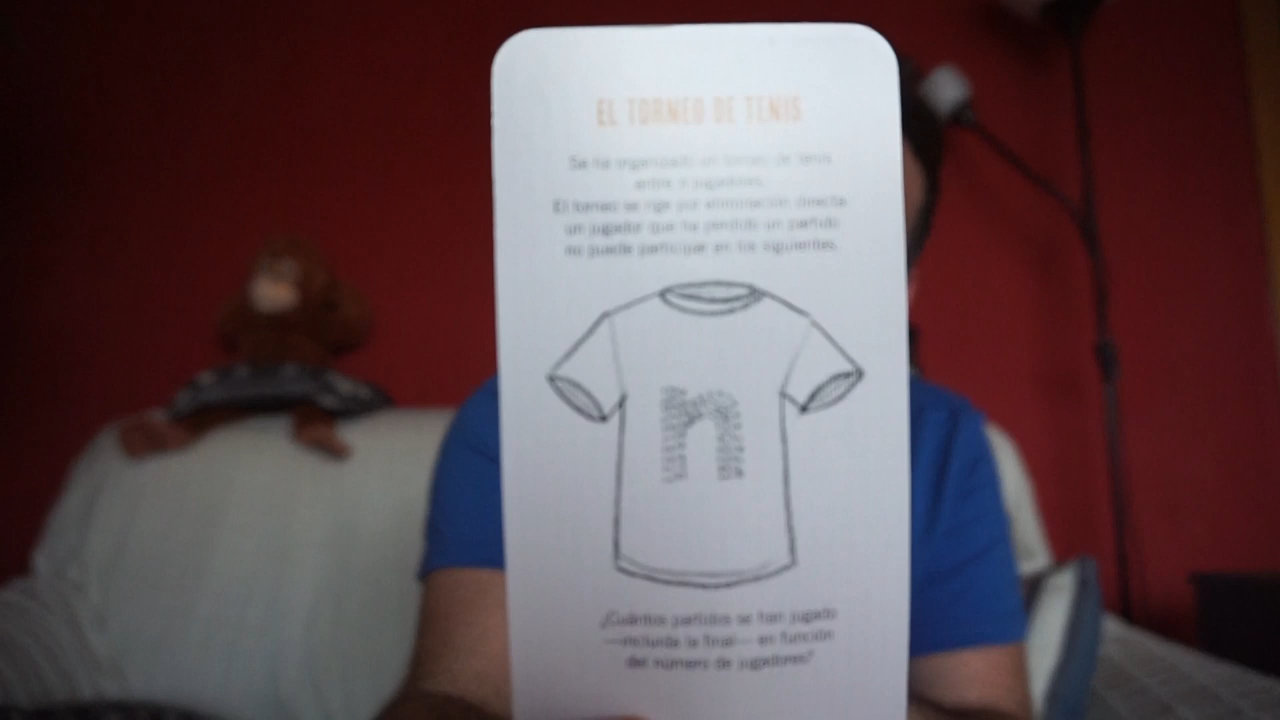 EL TORNEO DE TENIS
Se ha organizado un torneo de tenis
entre n jugadores.
El torneo se rige por eliminación directa:
un jugador que ha perdido un partido
no puede participar en los siguientes.
n
¿Cuántos partidos se han jugado
—incluida la final— en función
del número de jugadores?